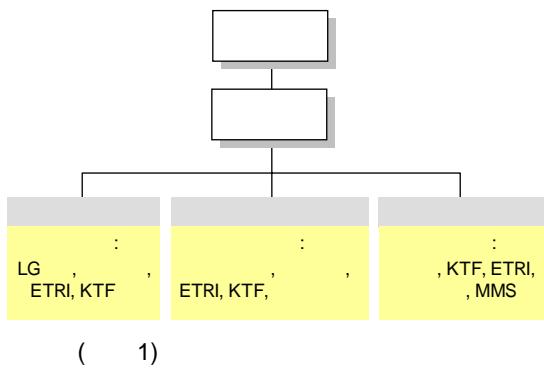 :
LG , ,
ETRI, KTF
:
, ,
ETRI, KTF,
:
, KTF, ETRI,
, MMS
( 1)